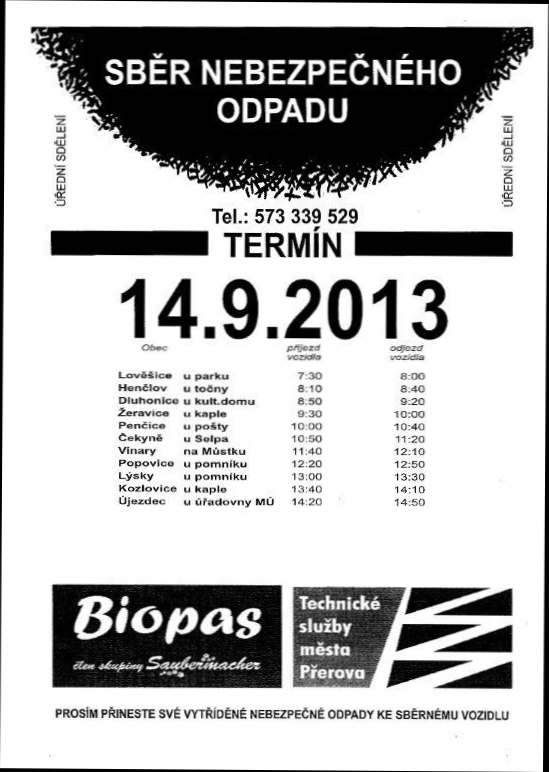 SBĚR NEBEZPEČNÉHO
ODPADU
ÚŘEDNÍ SDĚLENÍ
ÚŘEDNÍ SDĚLENÍ
Tel.: 573 339 529
TERMÍN
14.9.2013
Obec příjezd vozidla odjezd vozidla
Lověšice u parku 7:30 8:00
Henčlov u točny 8:10 8:40
Dluhonice u kult.domu 8:50 9:20
Žeravice u kaple 9:30 10:00
Penčice u pošty 10:00 10:40
Čekyně u Selpa 10:50 11:20
Vinary na Můstku 11:40 12:10
Popovice u pomníku 12:20 12:50
Lýsky u pomníku 13:00 13:30
Kozlovice u kaple 13:40 14:10
Újezdec u úřadovny MÚ 14:20 14:50
Biopas
člen skupiny Saubermacher
Technické
služby
města
Přerova
PROSÍM PŘINESTE SVÉ VYTŘÍDĚNÉ NEBEZPEČNÉ ODPADY KE SBĚRNÉMU VOZIDLU